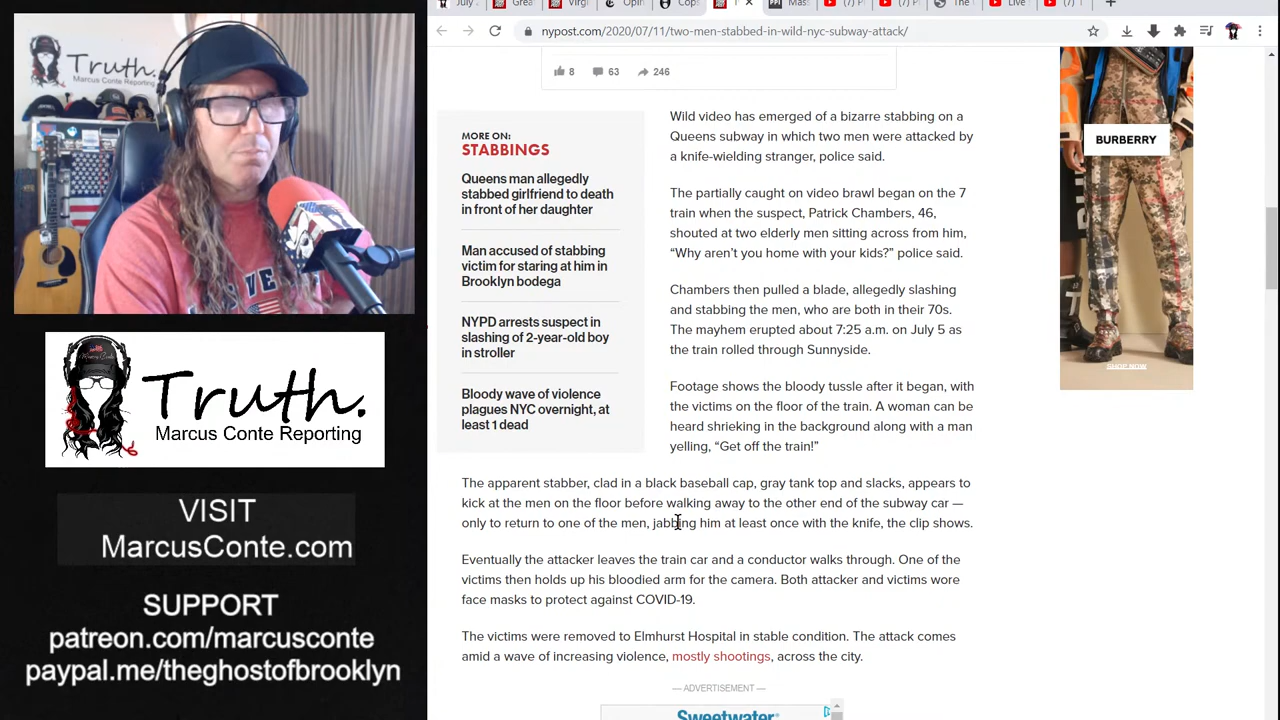 July
Grea
Virgi
Opin
Cops
Mass
(7) P
(7) P
The
Live
(7) T
nypost.com/2020/07/11/two-men-stabbed-in-wild-nyc-subway-attack/
8 63 246
Truth.
Marcus Conte Reporting
MORE ON:
STABBINGS
Queens man allegedly
stabbed girlfriend to death
in front of her daughter
Man accused of stabbing
victim for staring at him in
Brooklyn bodega
NYPD arrests suspect in
slashing of 2-year-old boy
in stroller
Bloody wave of violence
plagues NYC overnight, at
least 1 dead
Wild video has emerged of a bizarre stabbing on a
Queens subway in which two men were attacked by
a knife-wielding stranger, police said.
The partially caught on video brawl began on the 7
train when the suspect, Patrick Chambers, 46,
shouted at two elderly men sitting across from him,
“Why aren’t you home with your kids?” police said.
Chambers then pulled a blade, allegedly slashing
and stabbing the men, who are both in their 70s.
The mayhem erupted about 7:25 a.m. on July 5 as
the train rolled through Sunnyside.
Footage shows the bloody tussle after it began, with
the victims on the floor of the train. A woman can be
heard shrieking in the background along with a man
yelling, “Get off the train!”
The apparent stabber, clad in a black baseball cap, gray tank top and slacks, appears to
kick at the men on the floor before walking away to the other end of the subway car —
only to return to one of the men, jabbing him at least once with the knife, the clip shows.
Eventually the attacker leaves the train car and a conductor walks through. One of the
victims then holds up his bloodied arm for the camera. Both attacker and victims wore
face masks to protect against COVID-19.
The victims were removed to Elmhurst Hospital in stable condition. The attack comes
amid a wave of increasing violence, mostly shootings, across the city.
— ADVERTISEMENT —
Sweetwater
BURBERRY
SHOP NOW
Truth.
Marcus Conte Reporting
VISIT
MarcusConte.com
SUPPORT
patreon.com/marcusconte
paypal.me/theghostofbrooklyn